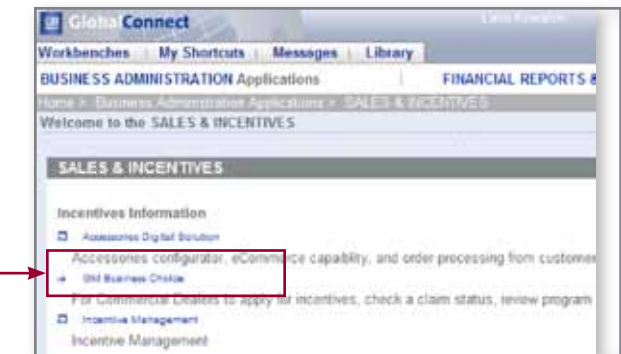 GlobalConnect
Workbenches | My Shortcuts | Messages | Library
BUSINESS ADMINISTRATION Applications | FINANCIAL REPORTS &
Home > Business Administration Applications > SALES & INCENTIVES
Welcome to the SALES & INCENTIVES
SALES & INCENTIVES
Incentives Information
Accessories Digital Solution
Accessories configurator, eCommerce capability, and order processing from customer
GM Business Choice
For Commercial Dealers to apply for incentives, check a claim status, review program
Incentive Management
Incentive Management